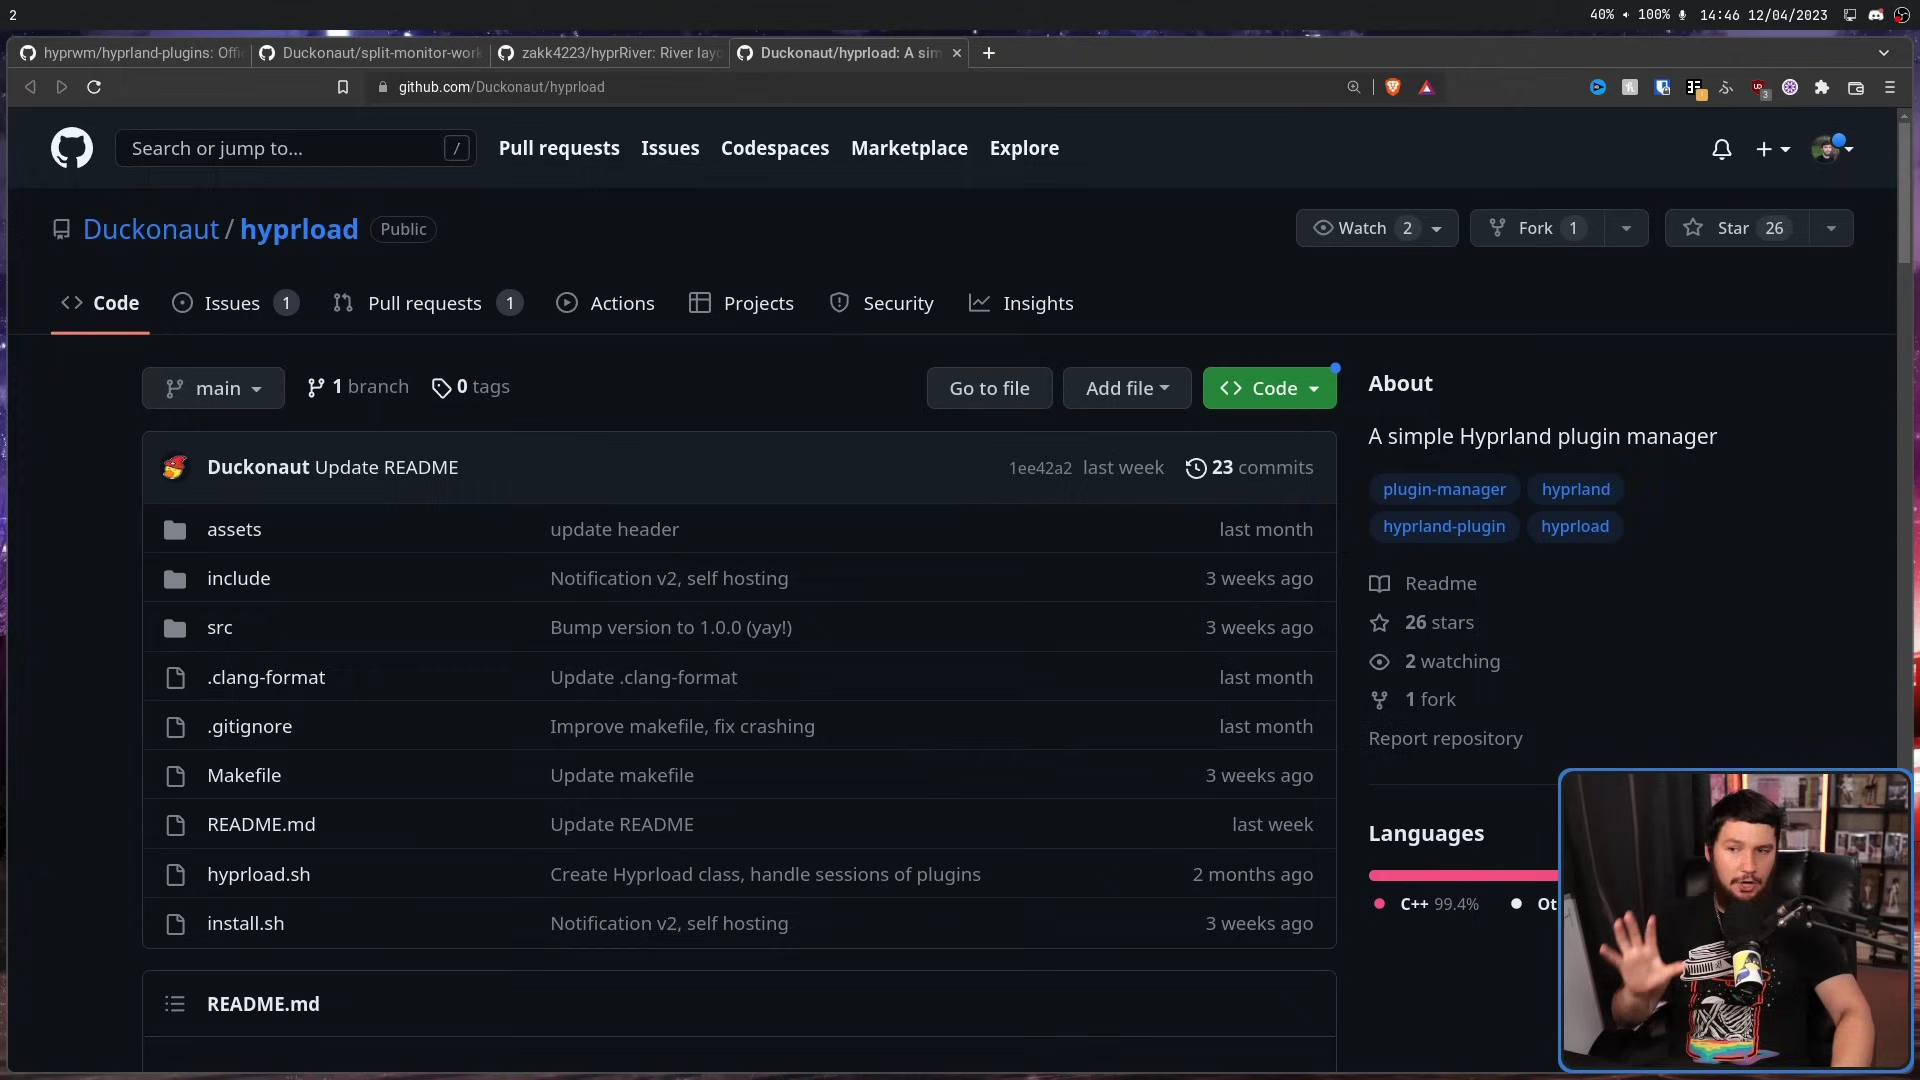 2
40% 100% 14:46 12/04/2023
hyprwm/hyprland-plugins: Offi
Duckonaut/split-monitor-work
zakk4223/hyprRiver: River layo
Duckonaut/hyprload: A sim
github.com/Duckonaut/hyprload
Search or jump to... /
Pull requests Issues Codespaces Marketplace Explore
Duckonaut / hyprload Public
Watch 2 Fork 1 Star 26
Code Issues 1 Pull requests 1 Actions Projects Security Insights
main 1 branch 0 tags Go to file Add file Code
Duckonaut Update README 1ee42a2 last week 23 commits
assets update header last month
include Notification v2, self hosting 3 weeks ago
src Bump version to 1.0.0 (yay!) 3 weeks ago
.clang-format Update .clang-format last month
.gitignore Improve makefile, fix crashing last month
Makefile Update makefile 3 weeks ago
README.md Update README last week
hyprload.sh Create Hyprload class, handle sessions of plugins 2 months ago
install.sh Notification v2, self hosting 3 weeks ago
README.md
About
A simple Hyprland plugin manager
plugin-manager hyprland
hyprland-plugin hyprload
Readme
26 stars
2 watching
1 fork
Report repository
Languages
C++ 99.4% Ot